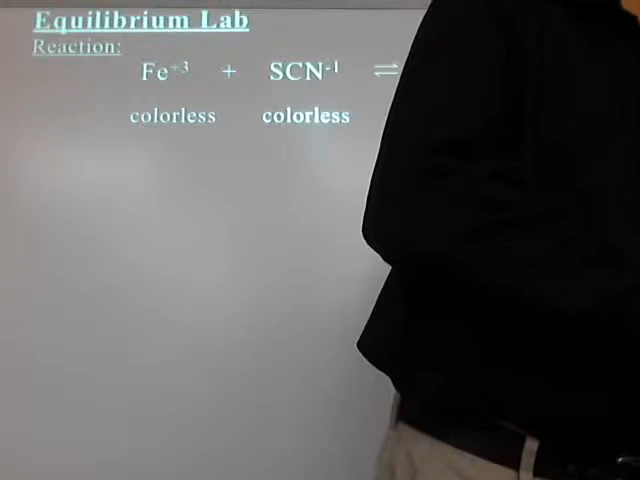 Equilibrium Lab
Reaction:
Fe⁺³ + SCN⁻¹ ⇌
colorless colorless